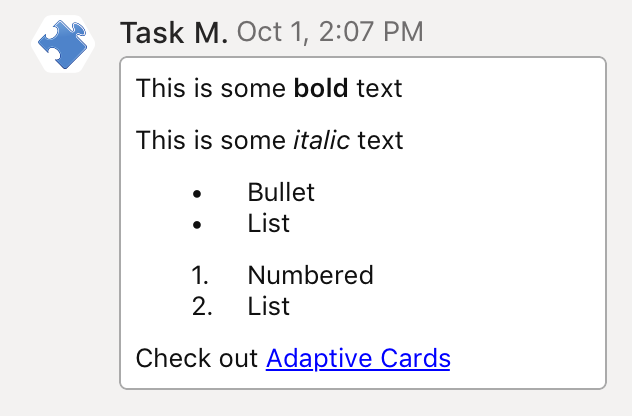 Task M. Oct 1, 2:07 PM
This is some bold text
This is some italic text
• Bullet
• List
1. Numbered
2. List
Check out Adaptive Cards